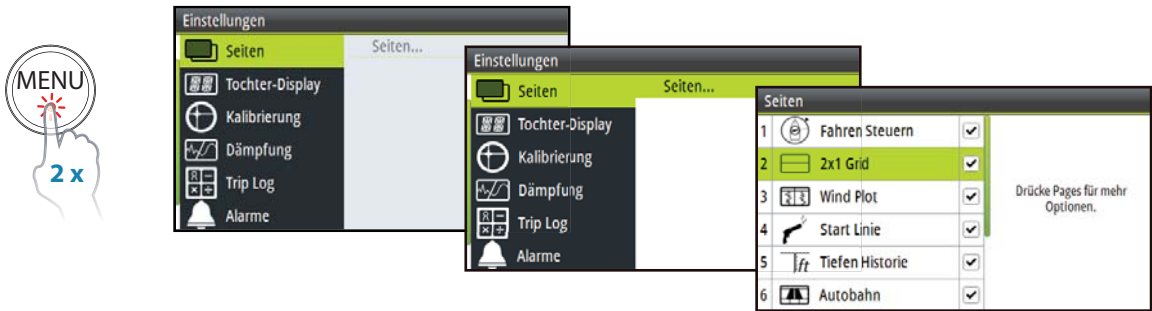 MENU
2 x
Einstellungen
Seiten
Seiten...
Tochter-Display
Kalibrierung
Dämpfung
Trip Log
Alarme
Einstellungen
Seiten
Seiten...
Tochter-Display
Kalibrierung
Dämpfung
Trip Log
Alarme
Seiten
1 Fahren Steuern
2 2x1 Grid
3 Wind Plot
4 Start Linie
5 ft Tiefen Historie
6 Autobahn
Drücke Pages für mehr
Optionen.